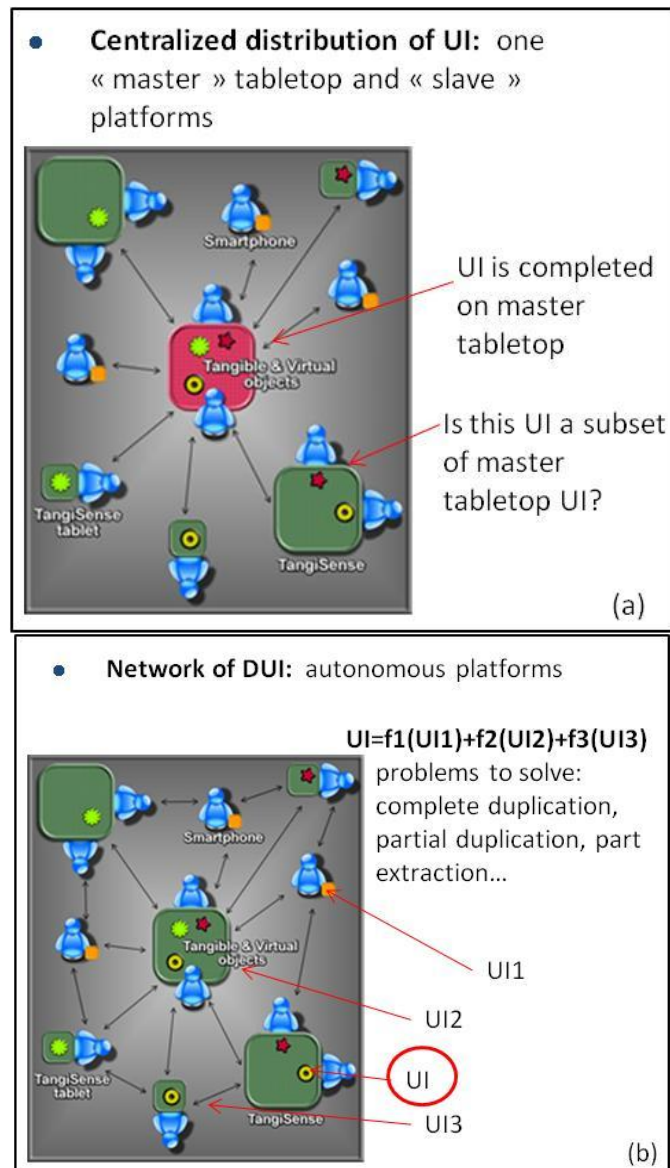 • Centralized distribution of UI: one
« master » tabletop and « slave »
platforms
Smartphone
Tangible & Virtual
objects
TangiSense
tablet
TangiSense
UI is completed
on master
tabletop
Is this UI a subset
of master
tabletop UI?
(a)
• Network of DUI: autonomous platforms
UI=f1(UI1)+f2(UI2)+f3(UI3)
problems to solve:
complete duplication,
partial duplication, part
extraction...
Smartphone
Tangible & Virtual
objects
TangiSense
tablet
TangiSense
UI1
UI2
UI
UI3
(b)